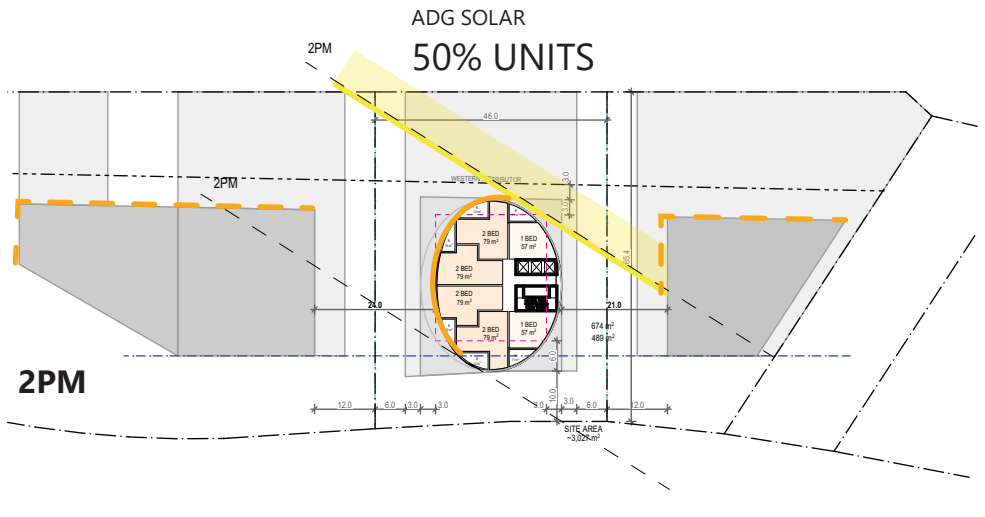 ADG SOLAR
50% UNITS
2PM
46.0
2PM
WESTERN DISTRIBUTOR
3.0
3.0
2 BED
79 m²
1 BED
57 m²
2 BED
79 m²
65.4
2 BED
79 m²
24.0
21.0
2 BED
79 m²
1 BED
57 m²
674 m²
489 m²
6.0
2PM
10.0
12.0
6.0
3.0
3.0
3.0
3.0
6.0
12.0
SITE AREA
~3,027 m²